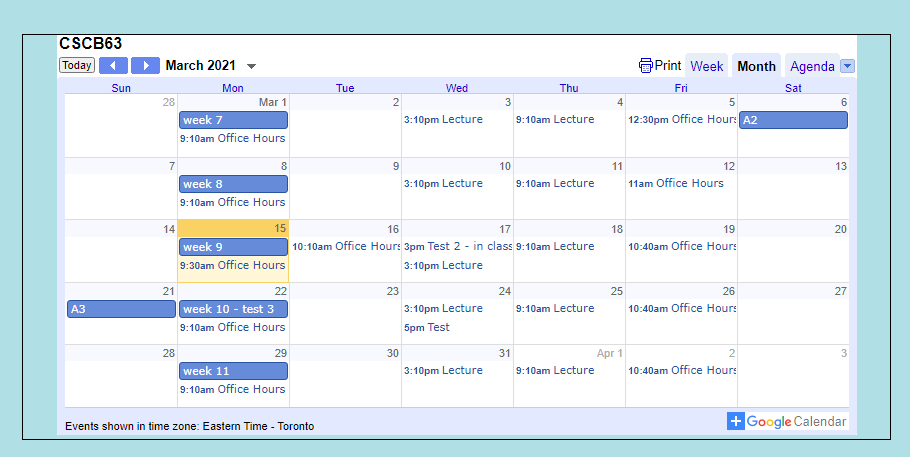 CSCB63
Today March 2021 Print Week Month Agenda
Sun Mon Tue Wed Thu Fri Sat
28 Mar 1 2 3 4 5 6
week 7 3:10pm Lecture 9:10am Lecture 12:30pm Office Hours A2
9:10am Office Hours
7 8 9 10 11 12 13
week 8 3:10pm Lecture 9:10am Lecture 11am Office Hours
9:10am Office Hours
14 15 16 17 18 19 20
week 9 10:10am Office Hours 3pm Test 2 - in class 9:10am Lecture 10:40am Office Hours
9:30am Office Hours 3:10pm Lecture
21 22 23 24 25 26 27
A3 week 10 - test 3 3:10pm Lecture 9:10am Lecture 10:40am Office Hours
9:10am Office Hours 5pm Test
28 29 30 31 Apr 1 2 3
week 11 3:10pm Lecture 9:10am Lecture 10:40am Office Hours
9:10am Office Hours
Events shown in time zone: Eastern Time - Toronto
Google Calendar